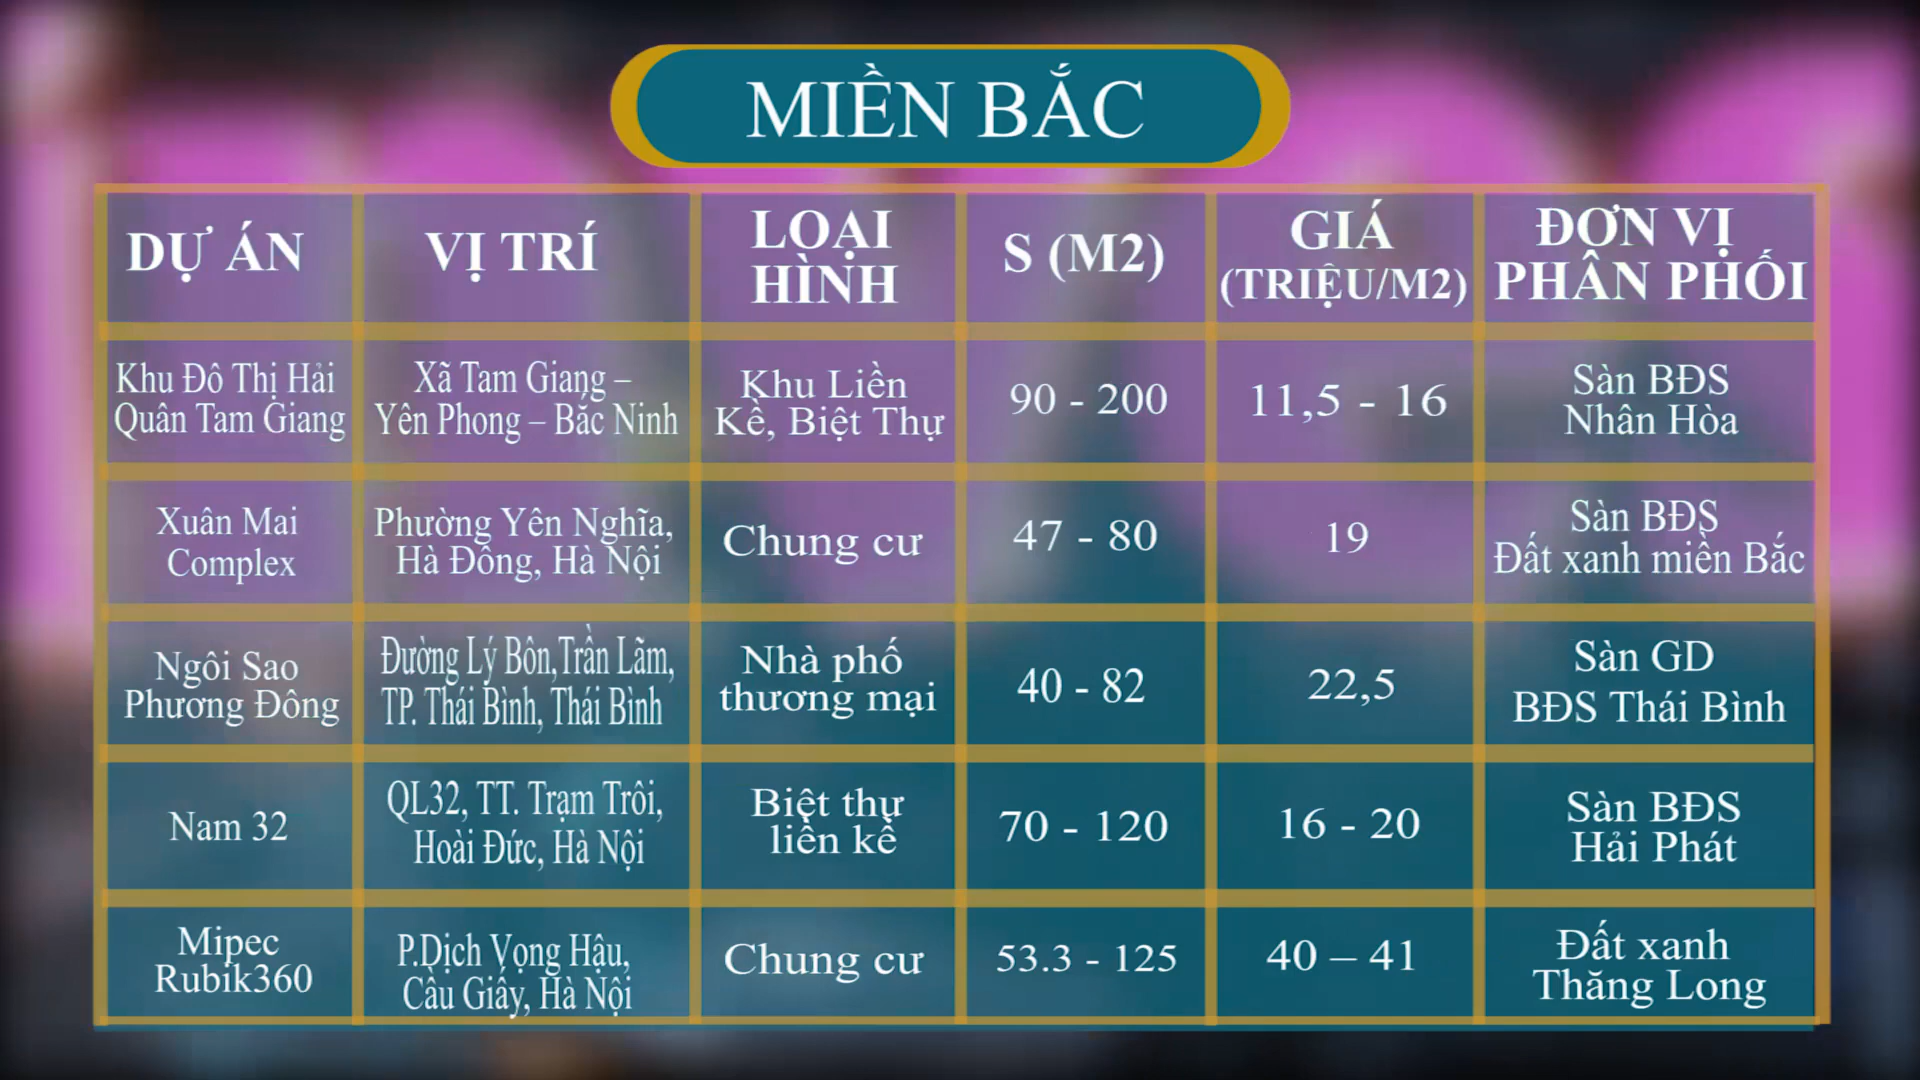 MIỀN BẮC
DỰ ÁN
VỊ TRÍ
LOẠI
HÌNH
S (M2)
GIÁ
(TRIỆU/M2)
ĐƠN VỊ
PHÂN PHỐI
Khu Đô Thị Hải
Quân Tam Giang
Xã Tam Giang –
Yên Phong – Bắc Ninh
Khu Liền
Kề, Biệt Thự
90 - 200
11,5 - 16
Sàn BĐS
Nhân Hòa
Xuân Mai
Complex
Phường Yên Nghĩa,
Hà Đông, Hà Nội
Chung cư
47 - 80
19
Sàn BĐS
Đất xanh miền Bắc
Ngôi Sao
Phương Đông
Đường Lý Bôn,Trần Lãm,
TP. Thái Bình, Thái Bình
Nhà phố
thương mại
40 - 82
22,5
Sàn GD
BĐS Thái Bình
Nam 32
QL32, TT. Trạm Trôi,
Hoài Đức, Hà Nội
Biệt thự
liền kề
70 - 120
16 - 20
Sàn BĐS
Hải Phát
Mipec
Rubik360
P.Dịch Vọng Hậu,
Cầu Giấy, Hà Nội
Chung cư
53.3 - 125
40 – 41
Đất xanh
Thăng Long